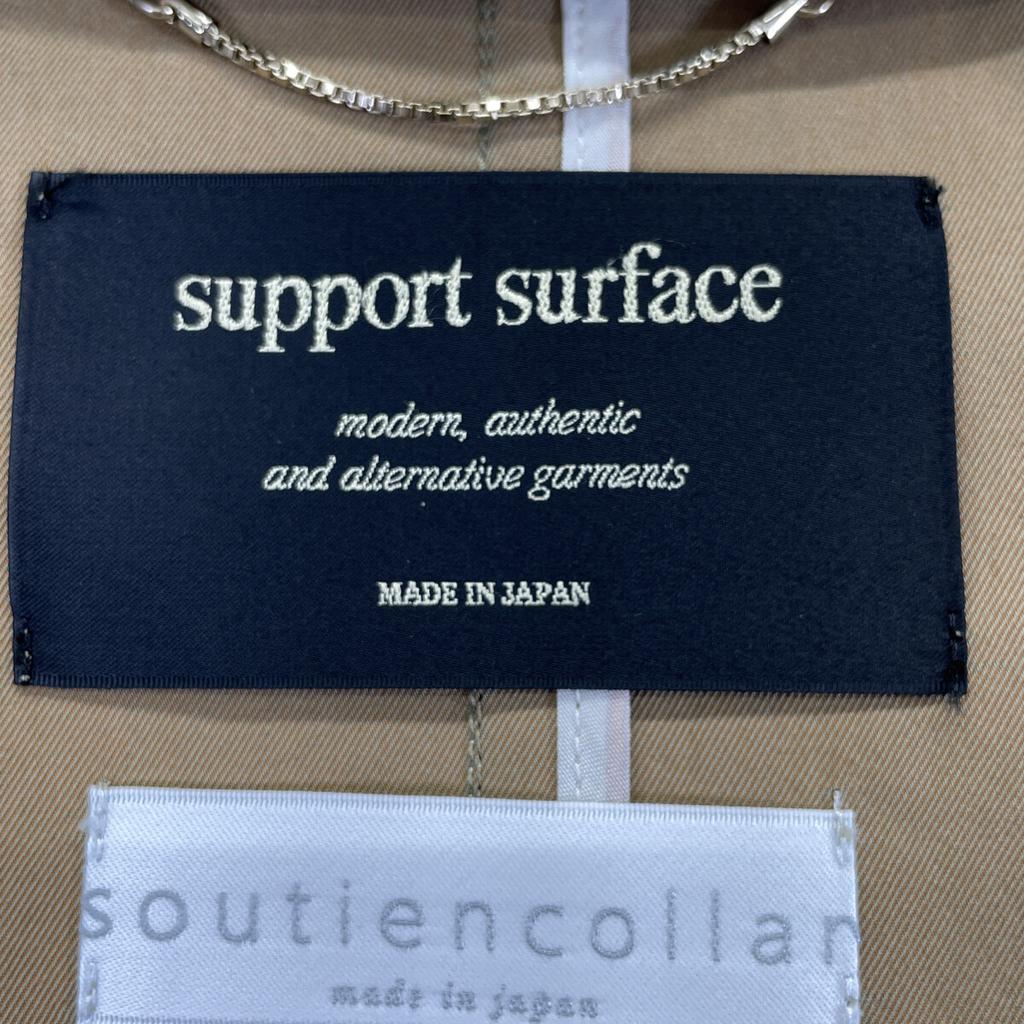 support surface
modern, authentic
and alternative garments
MADE IN JAPAN
soutiencollar
made in japan